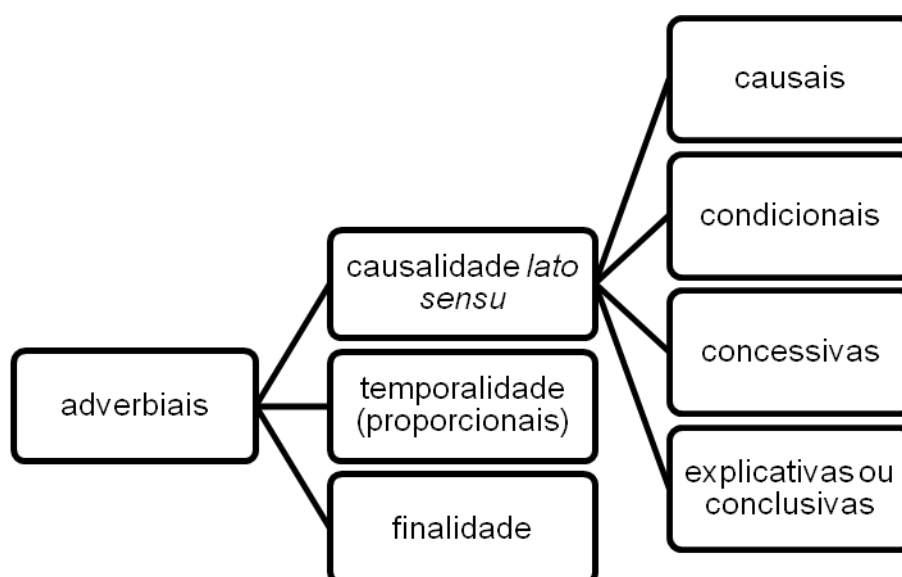 adverbiais
causalidade lato
sensu
temporalidade
(proporcionais)
finalidade
causais
condicionais
concessivas
explicativas ou
conclusivas